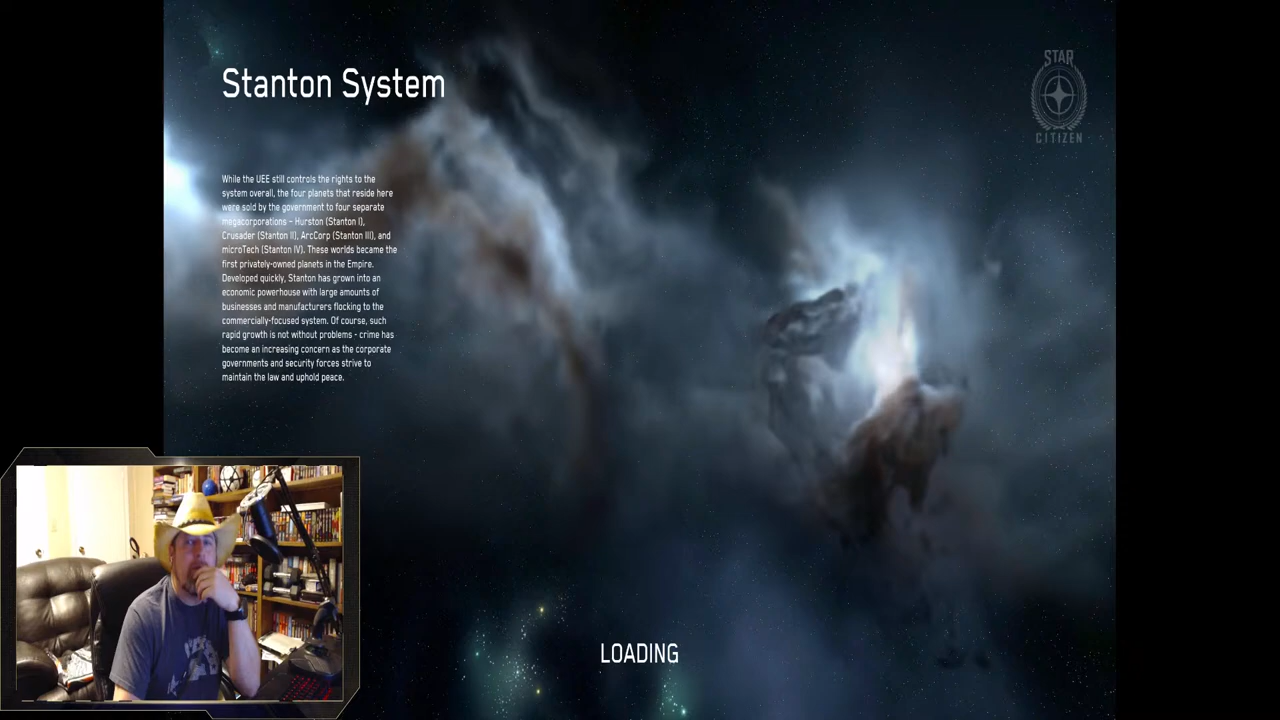 Stanton System
STAR
CITIZEN
While the UEE still controls the rights to the
system overall, the four planets that reside here
were sold by the government to four separate
megacorporations - Hurston (Stanton I),
Crusader (Stanton II), ArcCorp (Stanton III), and
microTech (Stanton IV). These worlds became the
first privately-owned planets in the Empire.
Developed quickly, Stanton has grown into an
economic powerhouse with large amounts of
businesses and manufacturers flocking to the
commercially-focused system. Of course, such
rapid growth is not without problems - crime has
become an increasing concern as the corporate
governments and security forces strive to
maintain the law and uphold peace.
LOADING